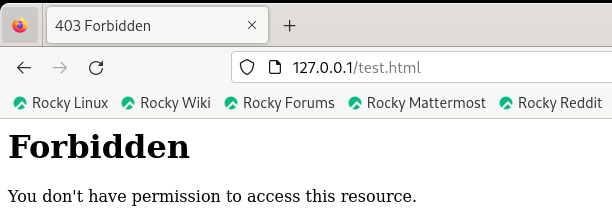 403 Forbidden
127.0.0.1/test.html
Rocky Linux Rocky Wiki Rocky Forums Rocky Mattermost Rocky Reddit
Forbidden
You don't have permission to access this resource.